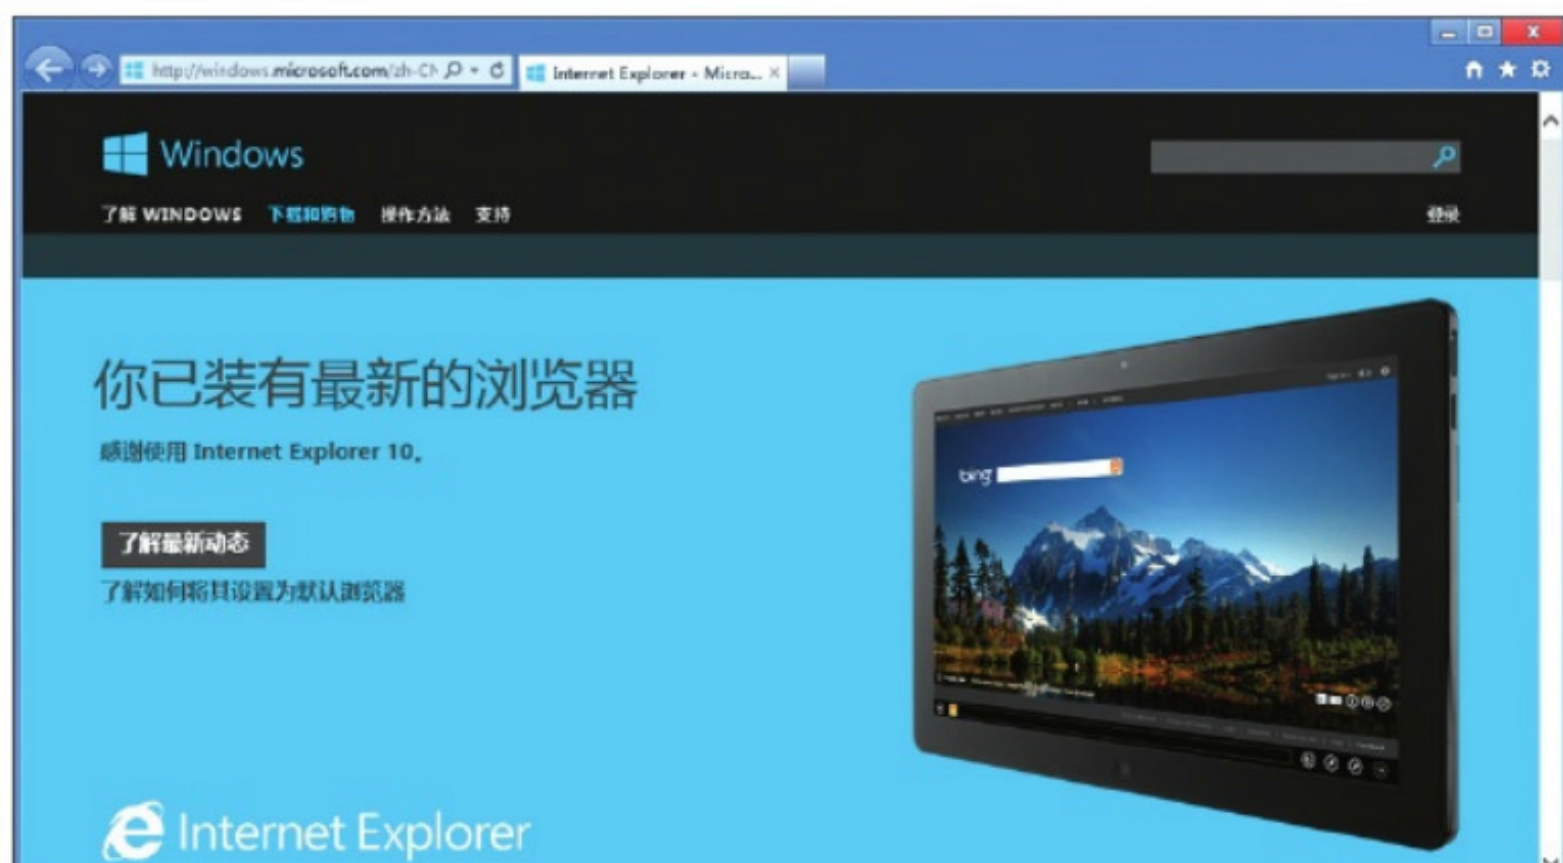 http://windows.microsoft.com/zh-CN
Internet Explorer - Micro...
Windows
了解 WINDOWS 下载和购物 操作方法 支持
登录
你已装有最新的浏览器
感谢使用 Internet Explorer 10。
了解最新动态
了解如何将其设置为默认浏览器
bing
Internet Explorer